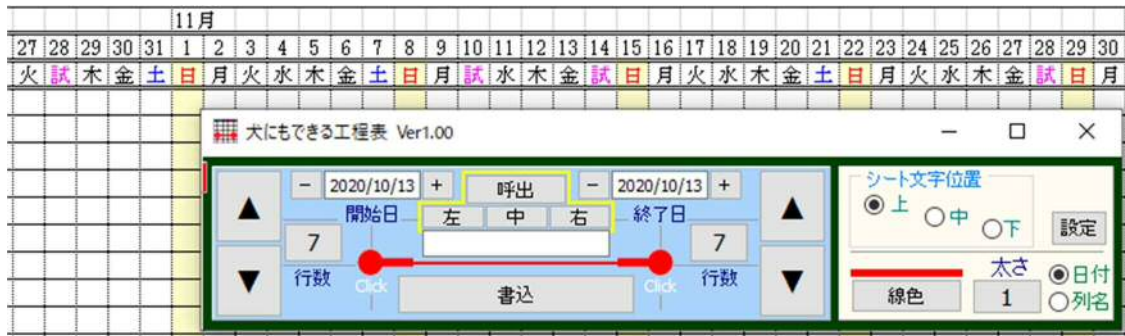 11月
27 28 29 30 31 1 2 3 4 5 6 7 8 9 10 11 12 13 14 15 16 17 18 19 20 21 22 23 24 25 26 27 28 29 30
火 試 木 金 土 日 月 火 水 木 金 土 日 月 試 水 木 金 試 日 月 火 水 木 金 土 日 月 火 水 木 金 試 日 月
犬にもできる工程表 Ver1.00
− 2020/10/13 + 呼出 − 2020/10/13 + シート文字位置
▲ 開始日 左 中 右 終了日 ▲ 上 中 下 設定
7 7
▼ 行数 Click 書込 Click 行数 ▼ 太さ 日付
線色 1 列名